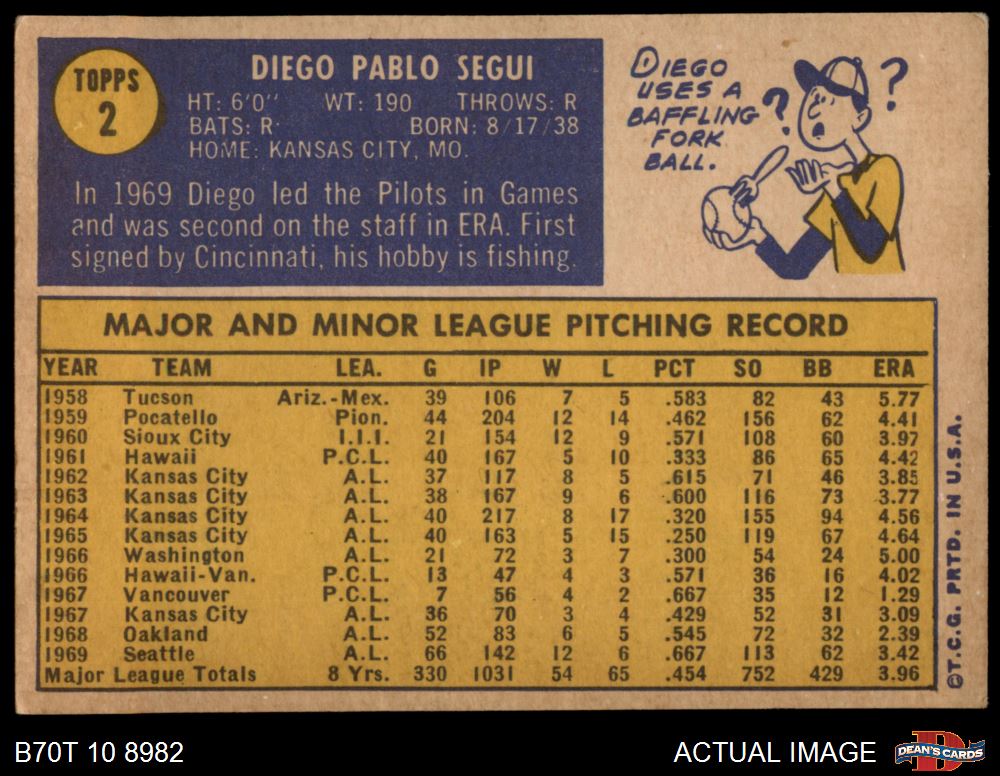 TOPPS
2
DIEGO PABLO SEGUI
HT: 6'0" WT: 190 THROWS: R
BATS: R BORN: 8/17/38
HOME: KANSAS CITY, MO.
In 1969 Diego led the Pilots in Games
and was second on the staff in ERA. First
signed by Cincinnati, his hobby is fishing.
DIEGO
USES A
BAFFLING
FORK
BALL.
? ?
MAJOR AND MINOR LEAGUE PITCHING RECORD
YEAR TEAM LEA. G IP W L PCT SO BB ERA
1958 Tucson Ariz.-Mex. 39 106 7 5 .583 82 43 5.77
1959 Pocatello Pion. 44 204 12 14 .462 156 62 4.41
1960 Sioux City I.I.I. 21 154 12 9 .571 108 60 3.97
1961 Hawaii P.C.L. 40 167 5 10 .333 86 65 4.42
1962 Kansas City A.L. 37 117 8 5 .615 71 46 3.85
1963 Kansas City A.L. 38 167 9 6 .600 116 73 3.77
1964 Kansas City A.L. 40 217 8 17 .320 155 94 4.56
1965 Kansas City A.L. 40 163 5 15 .250 119 67 4.64
1966 Washington A.L. 21 72 3 7 .300 54 24 5.00
1966 Hawaii-Van. P.C.L. 13 47 4 3 .571 36 16 4.02
1967 Vancouver P.C.L. 7 56 4 2 .667 35 12 1.29
1967 Kansas City A.L. 36 70 3 4 .429 52 31 3.09
1968 Oakland A.L. 52 83 6 5 .545 72 32 2.39
1969 Seattle A.L. 66 142 12 6 .667 113 62 3.42
Major League Totals 8 Yrs. 330 1031 54 65 .454 752 429 3.96
©T.C.G. PRTD. IN U.S.A.
B70T 10 8982 ACTUAL IMAGE
DEAN'S CARDS